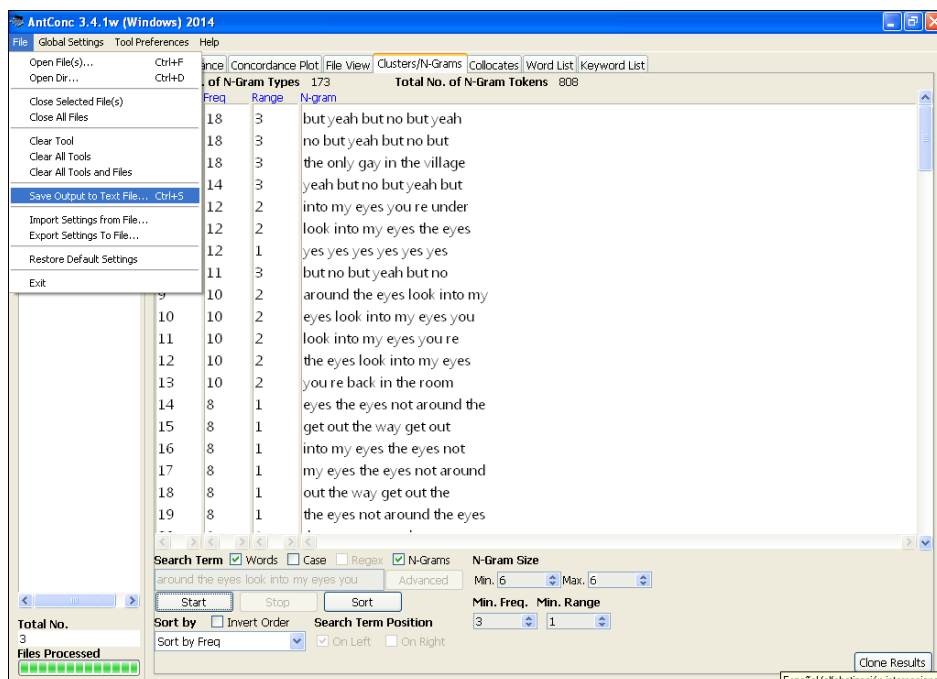 AntConc 3.4.1w (Windows) 2014
File Global Settings Tool Preferences Help
Open File(s)... Ctrl+F
Open Dir... Ctrl+D
Close Selected File(s)
Close All Files
Clear Tool
Clear All Tools
Clear All Tools and Files
Save Output to Text File... Ctrl+S
Import Settings from File...
Export Settings To File...
Restore Default Settings
Exit
Concordance Plot File View Clusters/N-Grams Collocates Word List Keyword List
of N-Gram Types 173 Total No. of N-Gram Tokens 808
Freq Range N-gram
18 3 but yeah but no but yeah
18 3 no but yeah but no but
18 3 the only gay in the village
14 3 yeah but no but yeah but
12 2 into my eyes you re under
12 2 look into my eyes the eyes
12 1 yes yes yes yes yes yes
11 3 but no but yeah but no
9 10 2 around the eyes look into my
10 10 2 eyes look into my eyes you
11 10 2 look into my eyes you re
12 10 2 the eyes look into my eyes
13 10 2 you re back in the room
14 8 1 eyes the eyes not around the
15 8 1 get out the way get out
16 8 1 into my eyes the eyes not
17 8 1 my eyes the eyes not around
18 8 1 out the way get out the
19 8 1 the eyes not around the eyes
Search Term Words Case Regex N-Grams N-Gram Size
around the eyes look into my eyes you Advanced Min. 6 Max. 6
Start Stop Sort Min. Freq. Min. Range
Sort by Invert Order Search Term Position 3 1
Sort by Freq On Left On Right
Total No.
3
Files Processed
Clone Results